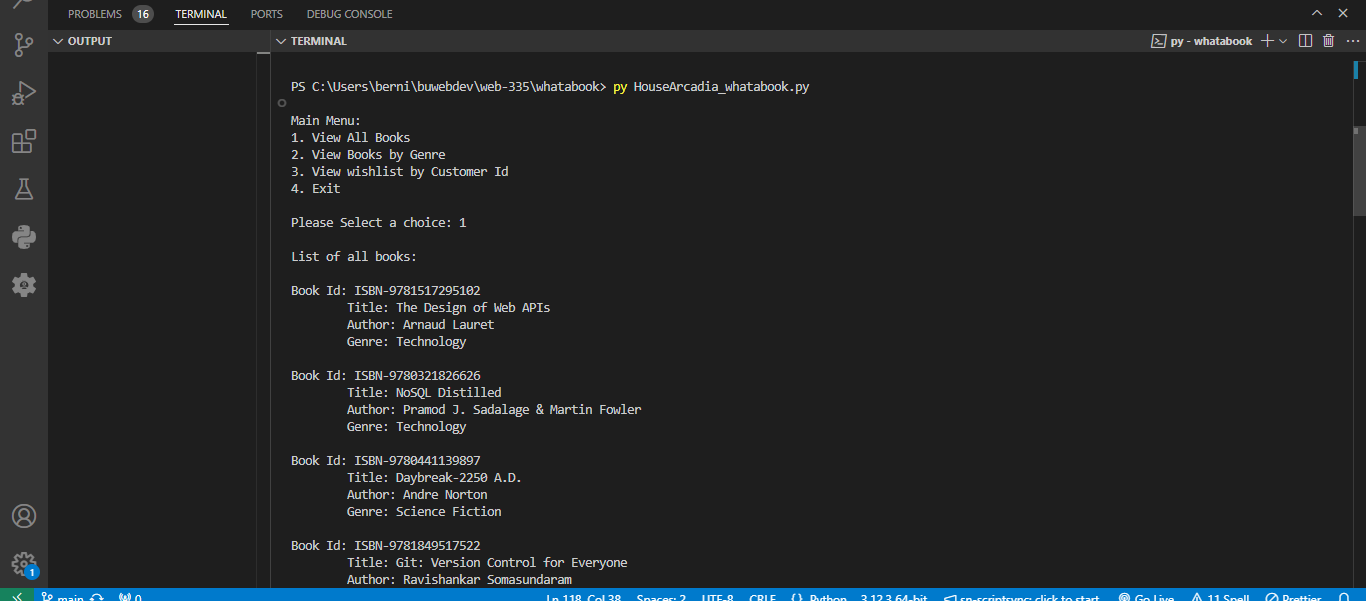 PROBLEMS 16 TERMINAL PORTS DEBUG CONSOLE
OUTPUT
TERMINAL
py - whatabook
PS C:\Users\berni\buwebdev\web-335\whatabook> py HouseArcadia_whatabook.py
Main Menu:
1. View All Books
2. View Books by Genre
3. View wishlist by Customer Id
4. Exit
Please Select a choice: 1
List of all books:
Book Id: ISBN-9781517295102
Title: The Design of Web APIs
Author: Arnaud Lauret
Genre: Technology
Book Id: ISBN-9780321826626
Title: NoSQL Distilled
Author: Pramod J. Sadalage & Martin Fowler
Genre: Technology
Book Id: ISBN-9780441139897
Title: Daybreak-2250 A.D.
Author: Andre Norton
Genre: Science Fiction
Book Id: ISBN-9781849517522
Title: Git: Version Control for Everyone
Author: Ravishankar Somasundaram
1
main 0 Ln 118, Col 38 Spaces: 2 UTF-8 CRLF {} Python 3.12.3 64-bit sn-scriptsync: click to start Go Live 11 Spell Prettier